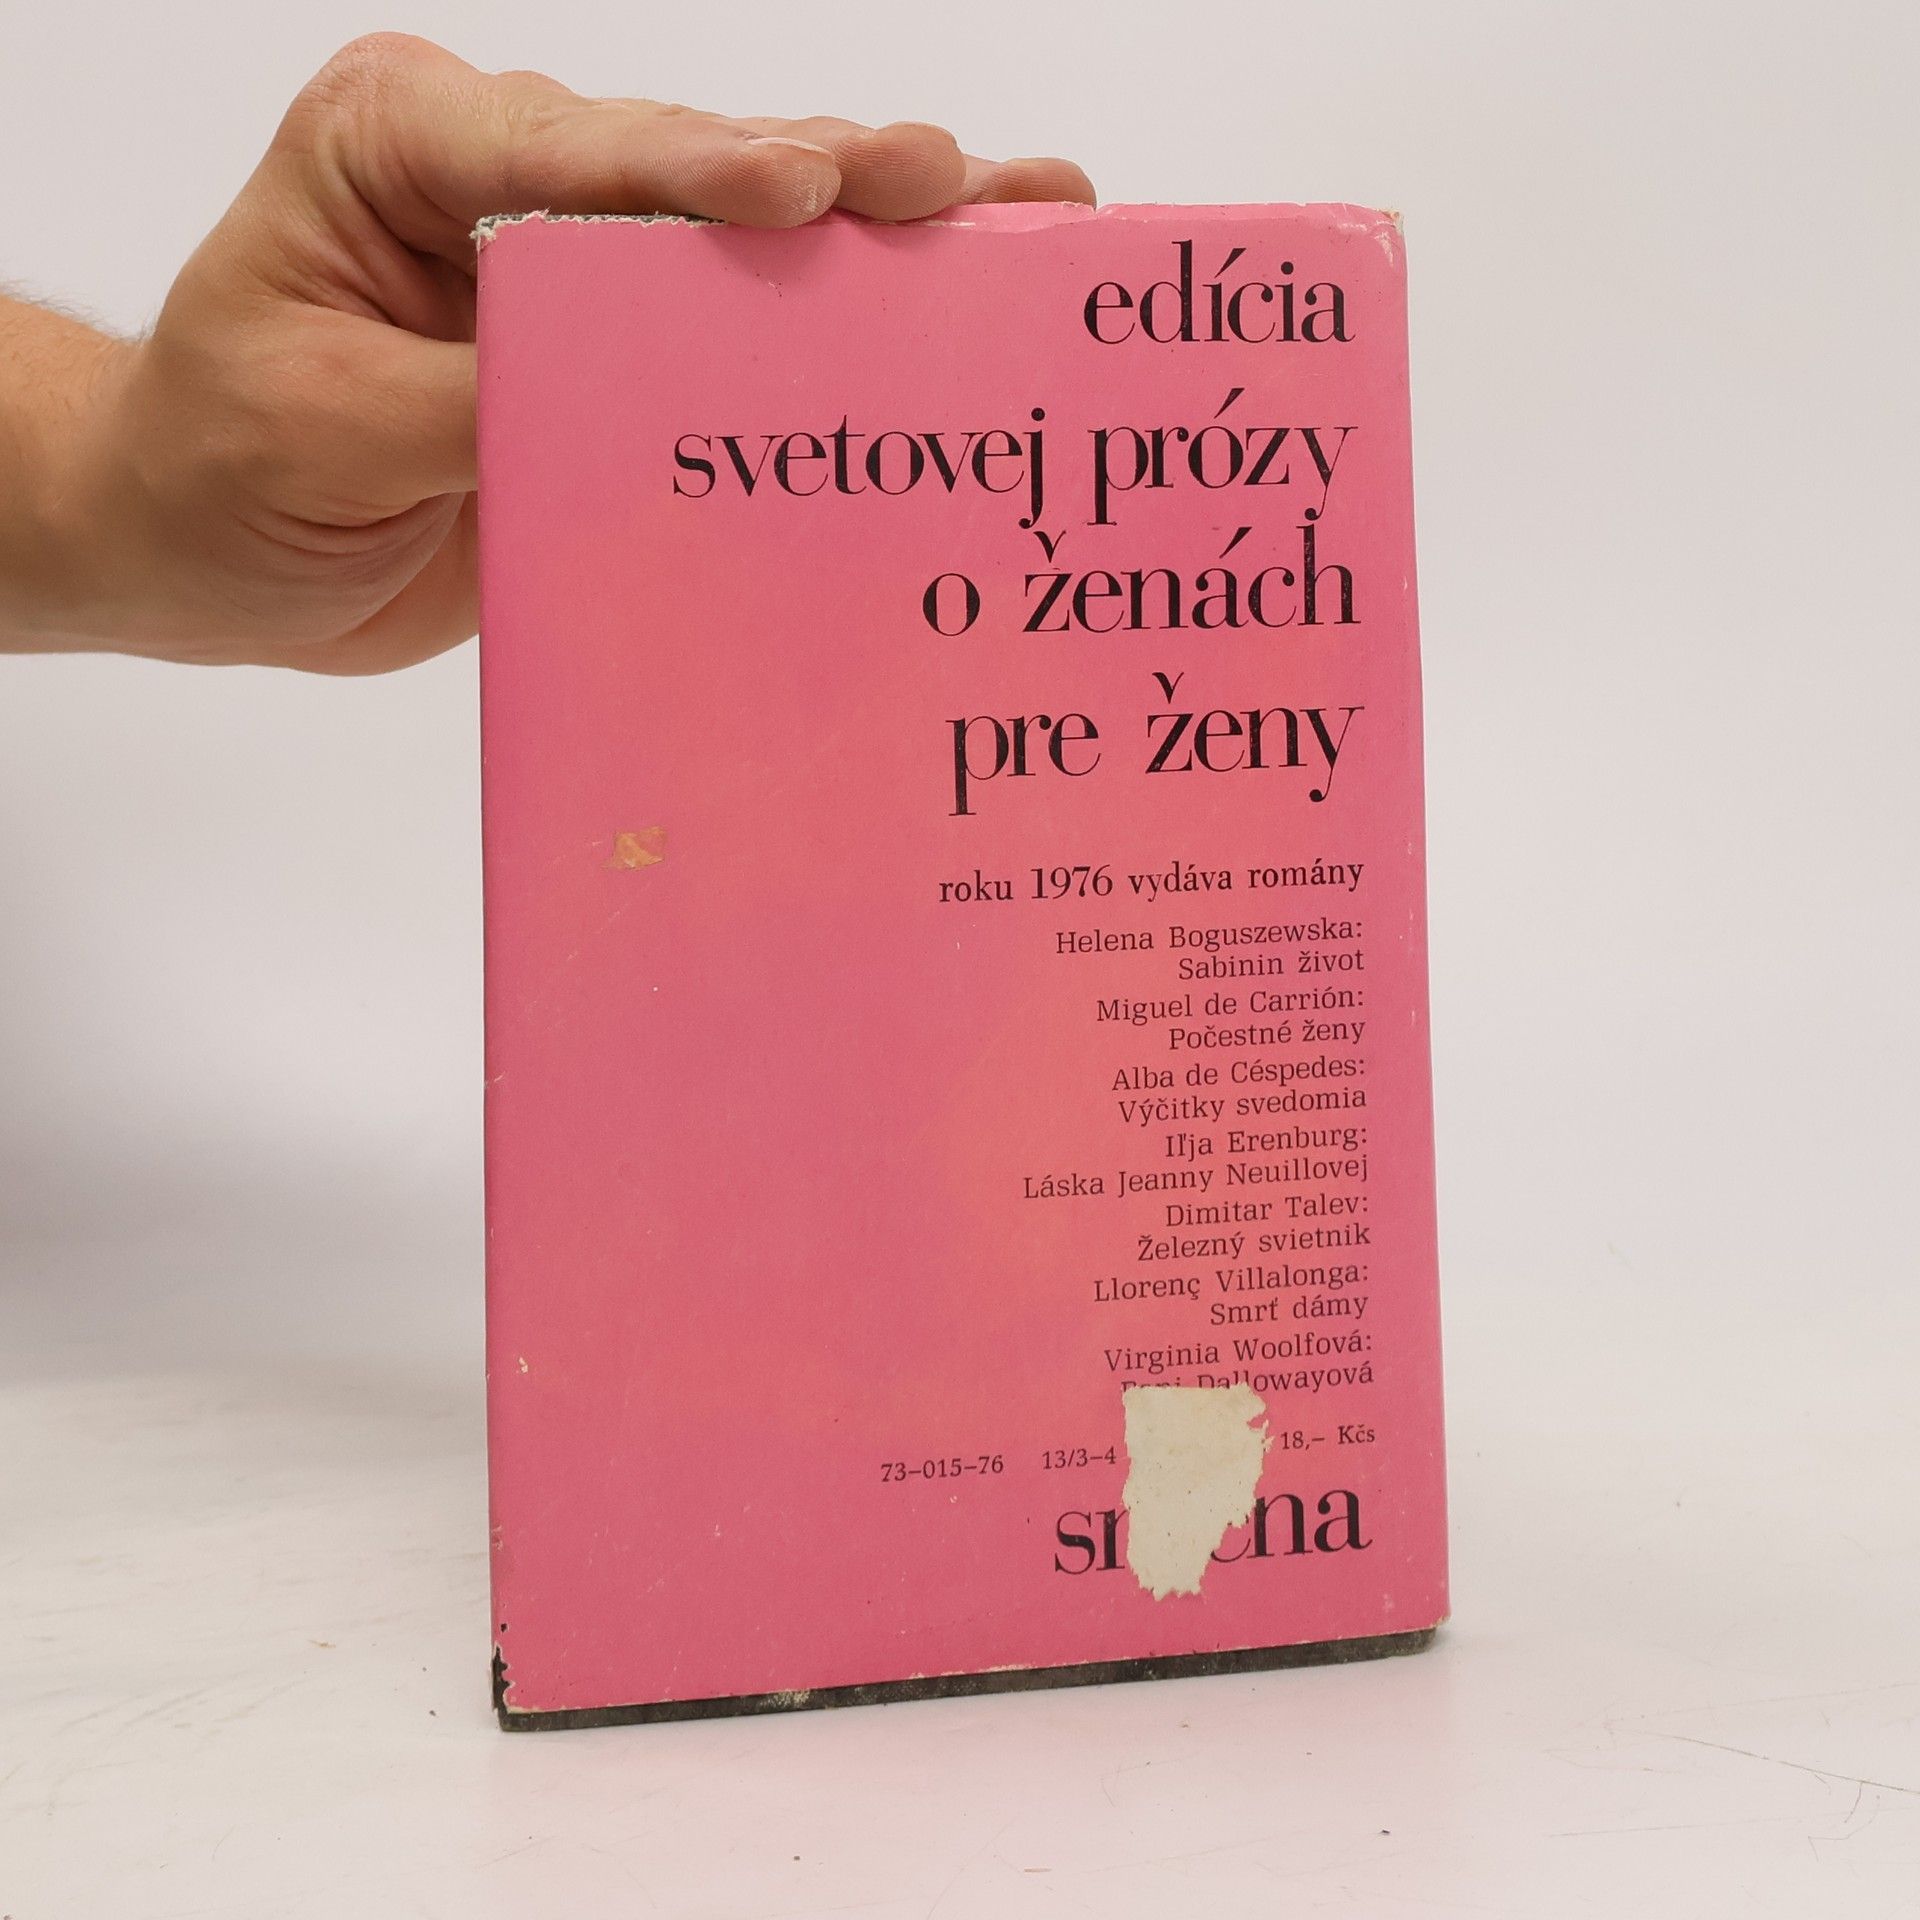 edícia
svetovej prózy
o ženách
pre ženy
roku 1976 vydáva romány
Helena Boguszewska:
Sabinin život
Miguel de Carrión:
Počestné ženy
Alba de Céspedes:
Výčitky svedomia
Iľja Erenburg:
Láska Jeanny Neuillovej
Dimitar Talev:
Železný svietnik
Llorenç Villalonga:
Smrť dámy
Virginia Woolfová:
Pani Dallowayová
73-015-76 13/3-4 18,- Kčs